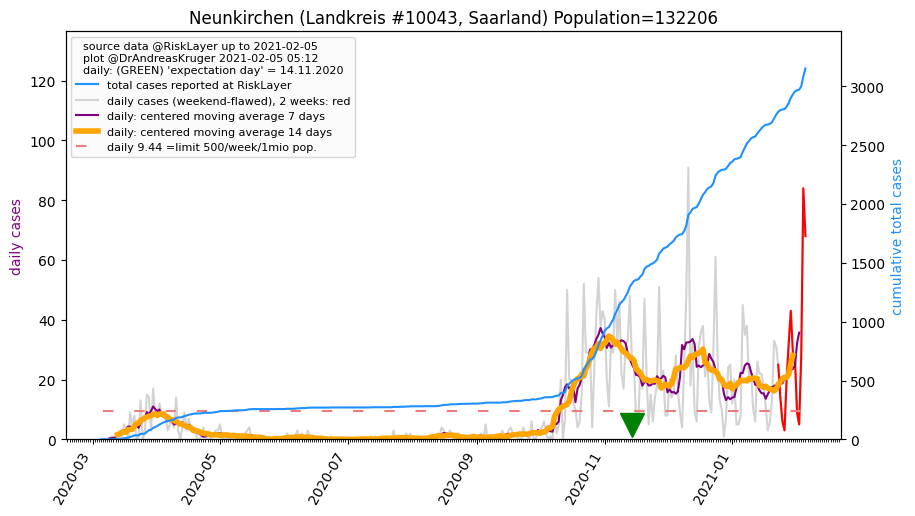 Neunkirchen (Landkreis #10043, Saarland) Population=132206
source data @RiskLayer up to 2021-02-05
plot @DrAndreasKruger 2021-02-05 05:12
daily: (GREEN) 'expectation day' = 14.11.2020
total cases reported at RiskLayer
daily cases (weekend-flawed), 2 weeks: red
daily: centered moving average 7 days
daily: centered moving average 14 days
daily 9.44 =limit 500/week/1mio pop.
daily cases
0
20
40
60
80
100
120
cumulative total cases
0
500
1000
1500
2000
2500
3000
2020-03
2020-05
2020-07
2020-09
2020-11
2021-01